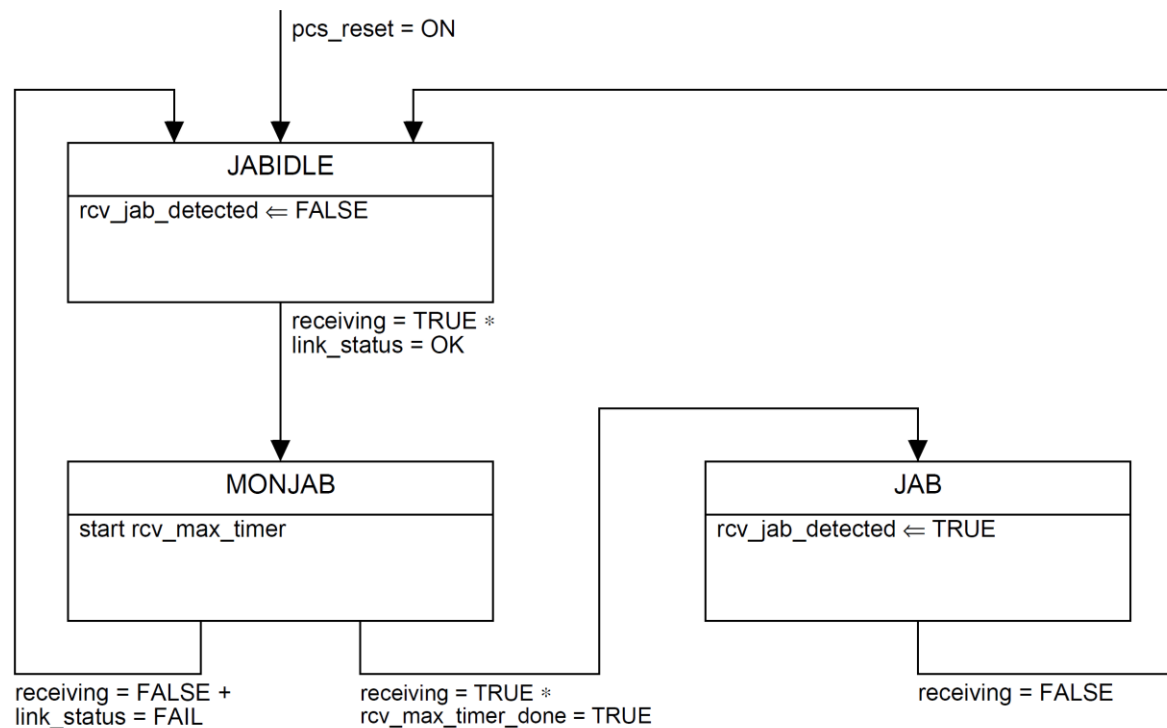 pcs_reset = ON
JABIDLE
rcv_jab_detected ⇐ FALSE
receiving = TRUE ∗
link_status = OK
MONJAB
start rcv_max_timer
JAB
rcv_jab_detected ⇐ TRUE
receiving = FALSE +
link_status = FAIL
receiving = TRUE ∗
rcv_max_timer_done = TRUE
receiving = FALSE